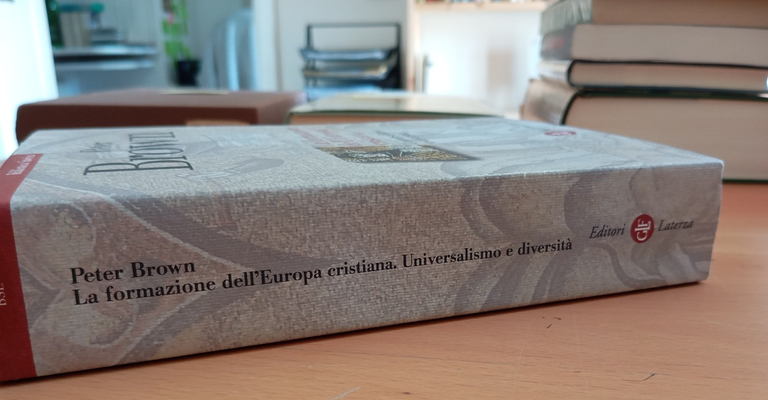 BROWN
Peter Brown
La formazione dell'Europa cristiana. Universalismo e diversità
Editori Laterza